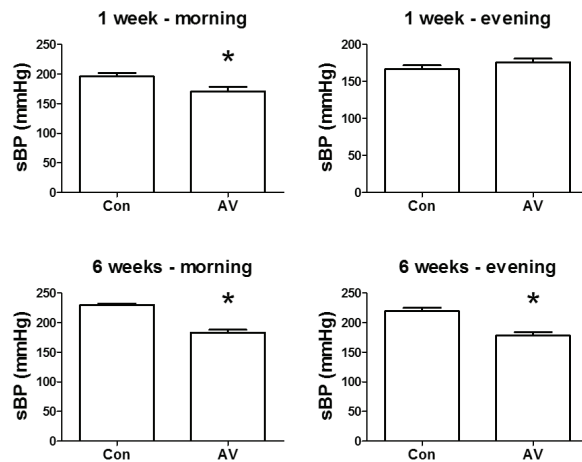 1 week - morning
250
200
150
100
50
0
sBP (mmHg)
*
Con
AV
1 week - evening
200
150
100
50
0
sBP (mmHg)
Con
AV
6 weeks - morning
250
200
150
100
50
0
sBP (mmHg)
*
Con
AV
6 weeks - evening
250
200
150
100
50
0
sBP (mmHg)
*
Con
AV